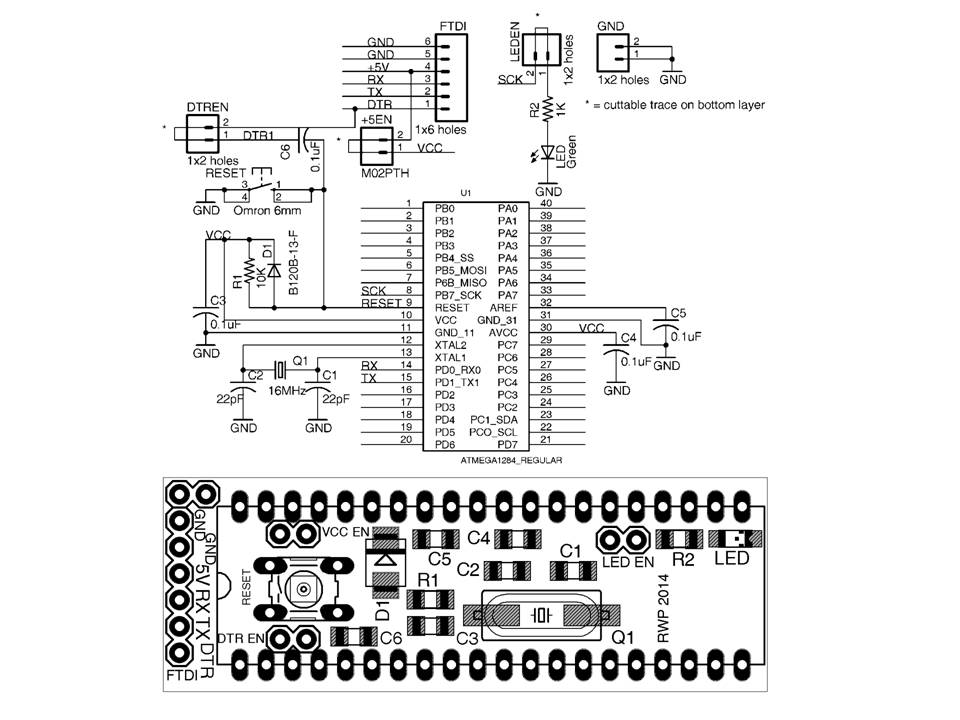 FTDI
GND 6
GND 5
+5V 4
RX 3
TX 2
DTR 1
1x6 holes
*
LEDEN
1x2 holes
SCK 2 1
R2
1K
LED
Green
GND
GND
2
1
1x2 holes
GND
* = cuttable trace on bottom layer
DTREN
*
2
1
DTR1
1x2 holes
C6
0.1uF
+5EN
*
2
1
VCC
M02PTH
RESET
3 1
4 2
GND
Omron 6mm
VCC
R1
10K
D1
B120B-13-F
C3
0.1uF
GND
Q1
C2
16MHz
C1
22pF
22pF
GND
GND
U1
1 PB0 PA0 40
2 PB1 PA1 39
3 PB2 PA2 38
4 PB3 PA3 37
5 PB4_SS PA4 36
6 PB5_MOSI PA5 35
7 P6B_MISO PA6 34
SCK 8 PB7_SCK PA7 33
RESET 9 RESET AREF 32
10 VCC GND_31 31
11 GND_11 AVCC 30 VCC
12 XTAL2 PC7 29
13 XTAL1 PC6 28
RX 14 PD0_RX0 PC5 27
TX 15 PD1_TX1 PC4 26
16 PD2 PC3 25
17 PD3 PC2 24
18 PD4 PC1_SDA 23
19 PD5 PCO_SCL 22
20 PD6 PD7 21
ATMEGA1284_REGULAR
C5
0.1uF
GND
C4
0.1uF
GND
GND
GND
5V
RX
TX
DTR
FTDI
VCC EN
RESET
DTR EN
D1
C5
C4
C2
C1
R1
C3
C6
Q1
LED EN
R2
LED
RWP 2014